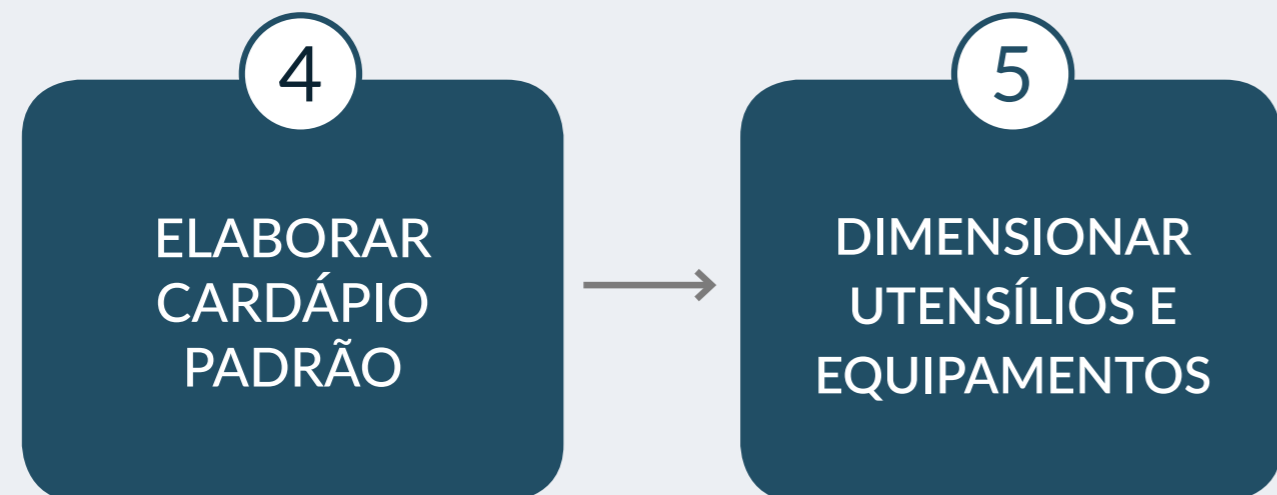 4
ELABORAR
CARDÁPIO
PADRÃO
5
DIMENSIONAR
UTENSÍLIOS E
EQUIPAMENTOS